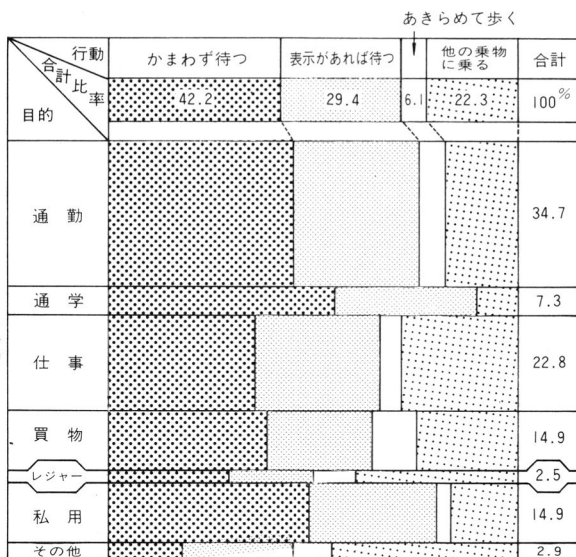 あきらめて歩く
行動
合計比率
目的
かまわず待つ
表示があれば待つ
他の乗物
に乗る
合計
42.2
29.4
6.1
22.3
100%
通勤
34.7
通学
7.3
仕事
22.8
買物
14.9
レジャー
2.5
私用
14.9
その他
2.9